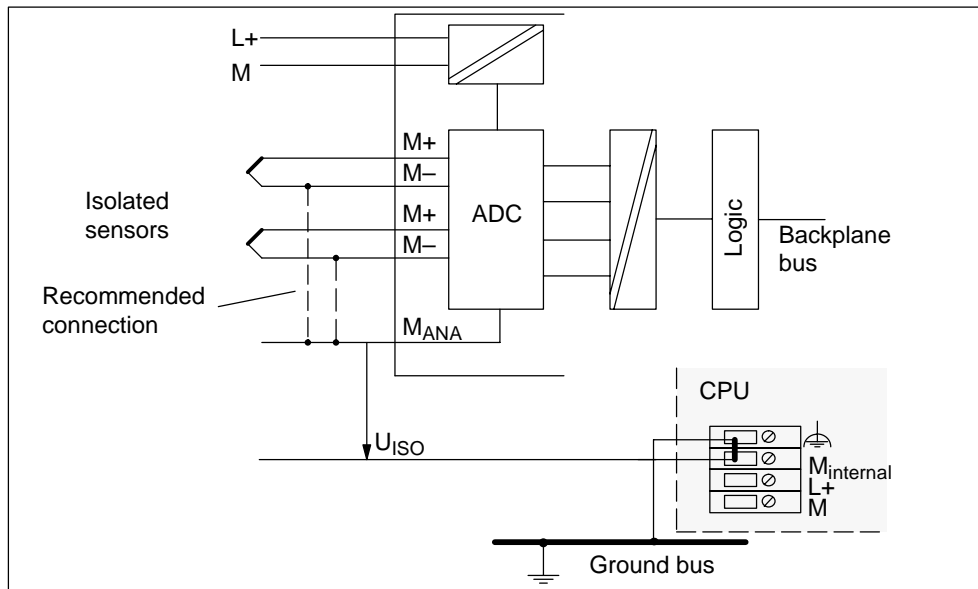 L+
M
M+
M–
M+
M–
ADC
Logic
Backplane
bus
Isolated
sensors
Recommended
connection
MANA
UISO
CPU
Minternal
L+
M
Ground bus